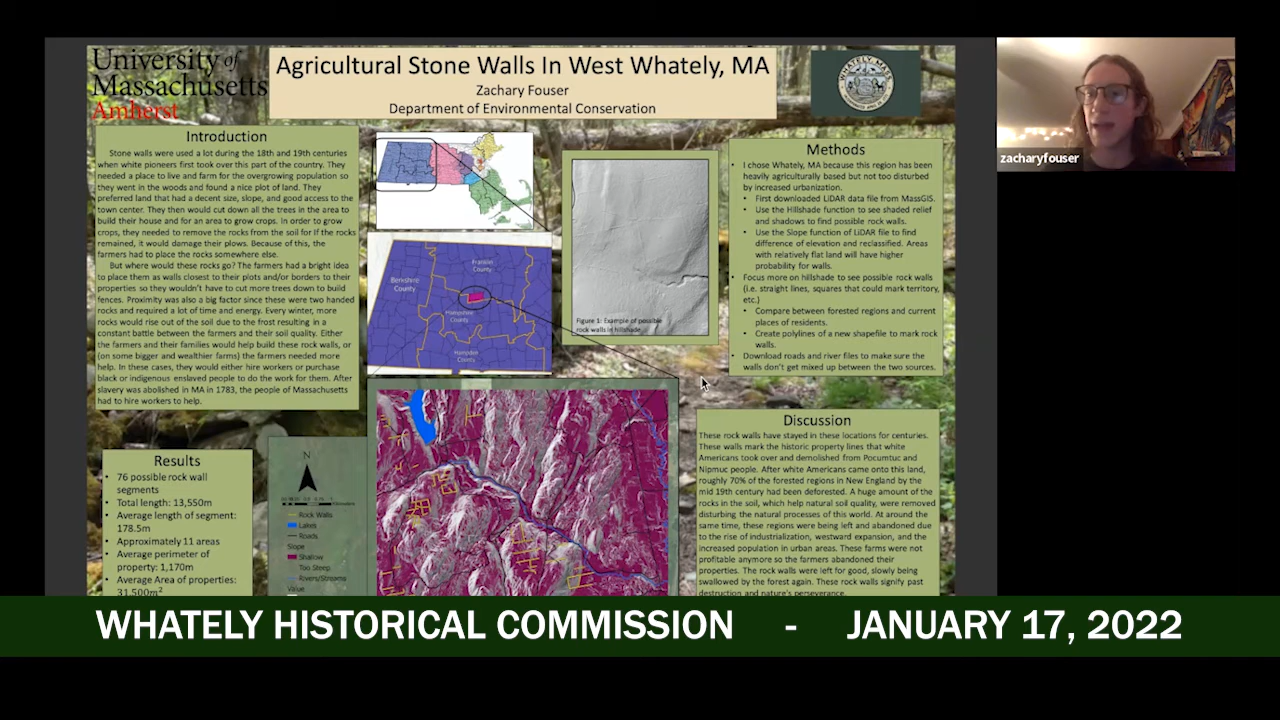 University of
Massachusetts
Amherst
Agricultural Stone Walls In West Whately, MA
Zachary Fouser
Department of Environmental Conservation
WHATELY MASS
zacharyfouser
Introduction
Stone walls were used a lot during the 18th and 19th centuries
when white pioneers first took over this part of the country. They
needed a place to live and farm for the overgrowing population so
they went in the woods and found a nice plot of land. They
preferred land that had a decent size, slope, and good access to the
town center. They then would cut down all the trees in the area to
build their house and for an area to grow crops. In order to grow
crops, they needed to remove the rocks from the soil for if the rocks
remained, it would damage their plows. Because of this, the
farmers had to place the rocks somewhere else.
But where would these rocks go? The farmers had a bright idea
to place them as walls closest to their plots and/or borders to their
properties so they wouldn't have to cut more trees down to build
fences. Proximity was also a big factor since these were two handed
rocks and required a lot of time and energy. Every winter, more
rocks would rise out of the soil due to the frost resulting in a
constant battle between the farmers and their soil quality. Either
the farmers and their families would help build these rock walls, or
(on some bigger and wealthier farms) the farmers needed more
help. In these cases, they would either hire workers or purchase
black or indigenous enslaved people to do the work for them. After
slavery was abolished in MA in 1783, the people of Massachusetts
had to hire workers to help.
Results
• 76 possible rock wall
segments
• Total length: 13,550m
• Average length of segment:
178.5m
• Approximately 11 areas
• Average perimeter of
property: 1,170m
• Average Area of properties:
31,500m²
Franklin
County
Berkshire
County
Hampshire
County
Hampden
County
Figure 1: Example of possible
rock walls in hillshade
N
Rock Walls
Lakes
Roads
Slope
Shallow
Too Steep
Rivers/Streams
Value
Methods
• I chose Whately, MA because this region has been
heavily agriculturally based but not too disturbed
by increased urbanization.
• First downloaded LiDAR data file from MassGIS.
• Use the Hillshade function to see shaded relief
and shadows to find possible rock walls.
• Use the Slope function of LiDAR file to find
difference of elevation and reclassified. Areas
with relatively flat land will have higher
probability for walls.
• Focus more on hillshade to see possible rock walls
(i.e. straight lines, squares that could mark territory,
etc.)
• Compare between forested regions and current
places of residents.
• Create polylines of a new shapefile to mark rock
walls.
• Download roads and river files to make sure the
walls don't get mixed up between the two sources.
Discussion
These rock walls have stayed in these locations for centuries.
These walls mark the historic property lines that white
Americans took over and demolished from Pocumtuc and
Nipmuc people. After white Americans came onto this land,
roughly 70% of the forested regions in New England by the
mid 19th century had been deforested. A huge amount of the
rocks in the soil, which help natural soil quality, were removed
disturbing the natural processes of this world. At around the
same time, these regions were being left and abandoned due
to the rise of industrialization, westward expansion, and the
increased population in urban areas. These farms were not
profitable anymore so the farmers abandoned their
properties. The rock walls were left for good, slowly being
swallowed by the forest again. These rock walls signify past
destruction and nature's perseverance.
WHATELY HISTORICAL COMMISSION - JANUARY 17, 2022